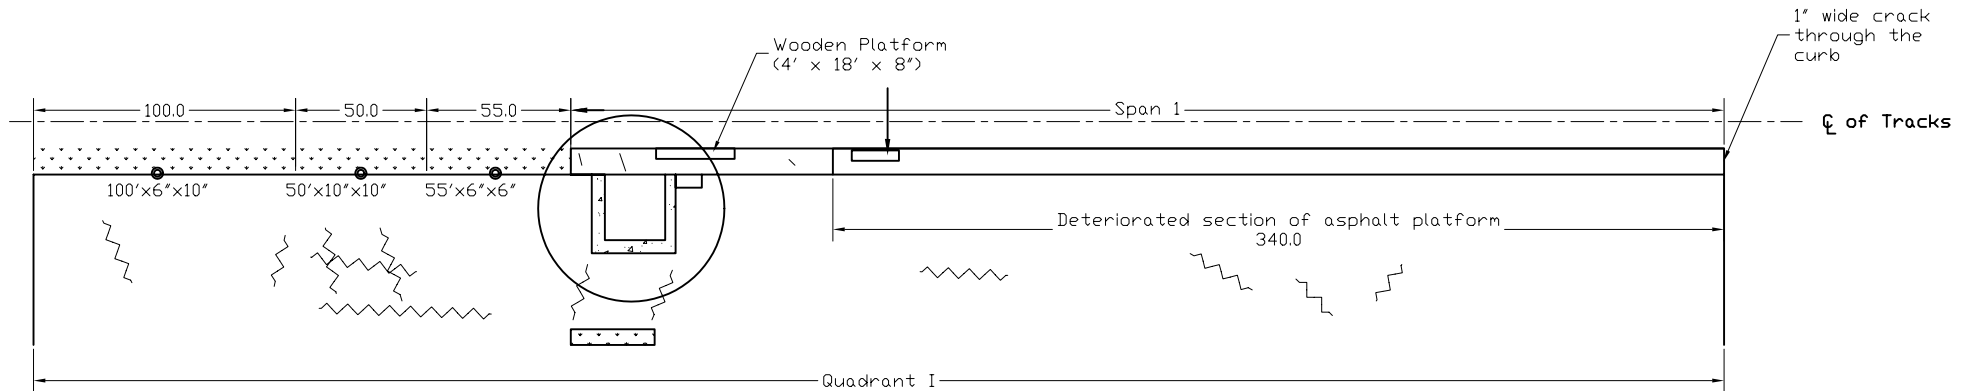 1" wide crack
through the
curb
Wooden Platform
(4' x 18' x 8")
100.0
50.0
55.0
Span 1
℄ of Tracks
100'x6"x10"
50'x10"x10"
55'x6"x6"
Deteriorated section of asphalt platform
340.0
Quadrant I